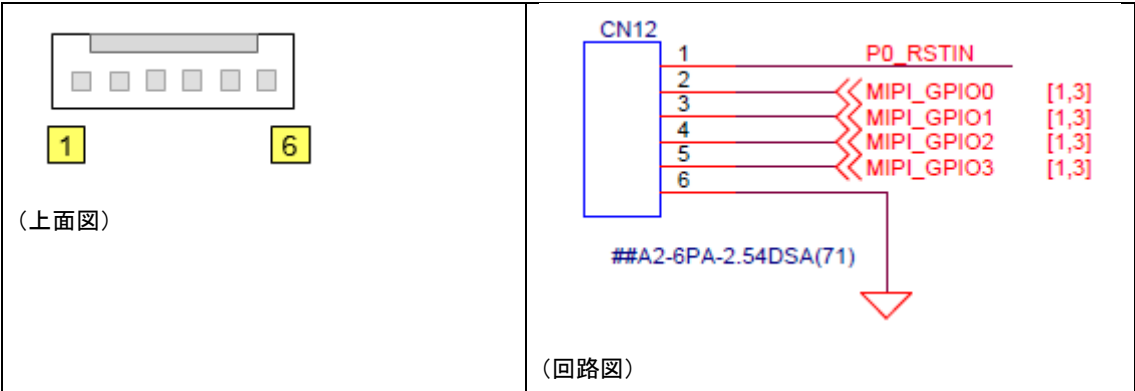 1 6
(上面図)
CN12
1 P0_RSTIN
2 MIPI_GPIO0 [1,3]
3 MIPI_GPIO1 [1,3]
4 MIPI_GPIO2 [1,3]
5 MIPI_GPIO3 [1,3]
6
##A2-6PA-2.54DSA(71)
(回路図)